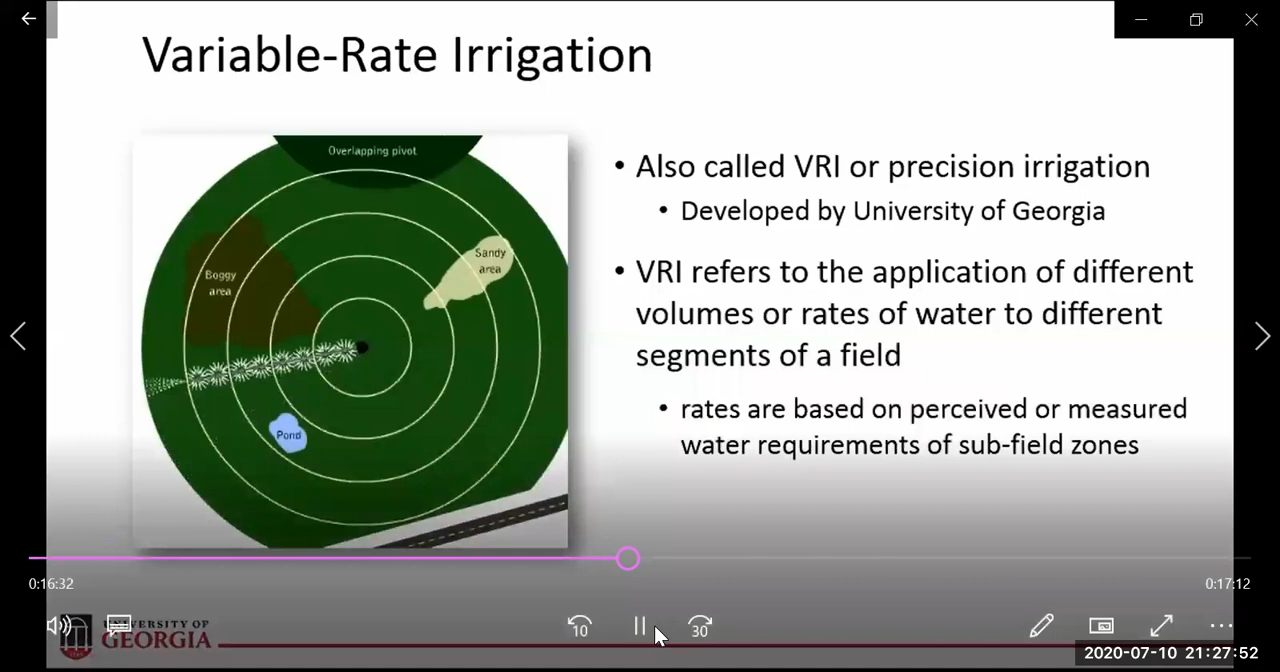 Variable-Rate Irrigation
Overlapping pivot
Boggy
area
Sandy
area
Pond
• Also called VRI or precision irrigation
• Developed by University of Georgia
• VRI refers to the application of different
volumes or rates of water to different
segments of a field
• rates are based on perceived or measured
water requirements of sub-field zones
0:16:32
0:17:12
UNIVERSITY OF
GEORGIA
10
30
2020-07-10 21:27:52